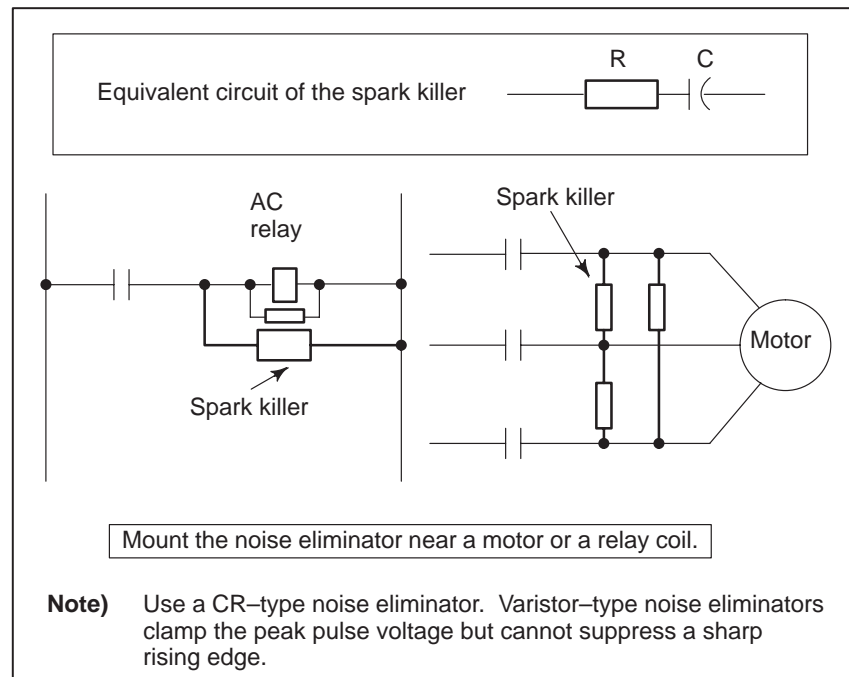 R C
Equivalent circuit of the spark killer
AC
relay
Spark killer
Spark killer
Motor
Mount the noise eliminator near a motor or a relay coil.
Note) Use a CR–type noise eliminator. Varistor–type noise eliminators
clamp the peak pulse voltage but cannot suppress a sharp
rising edge.